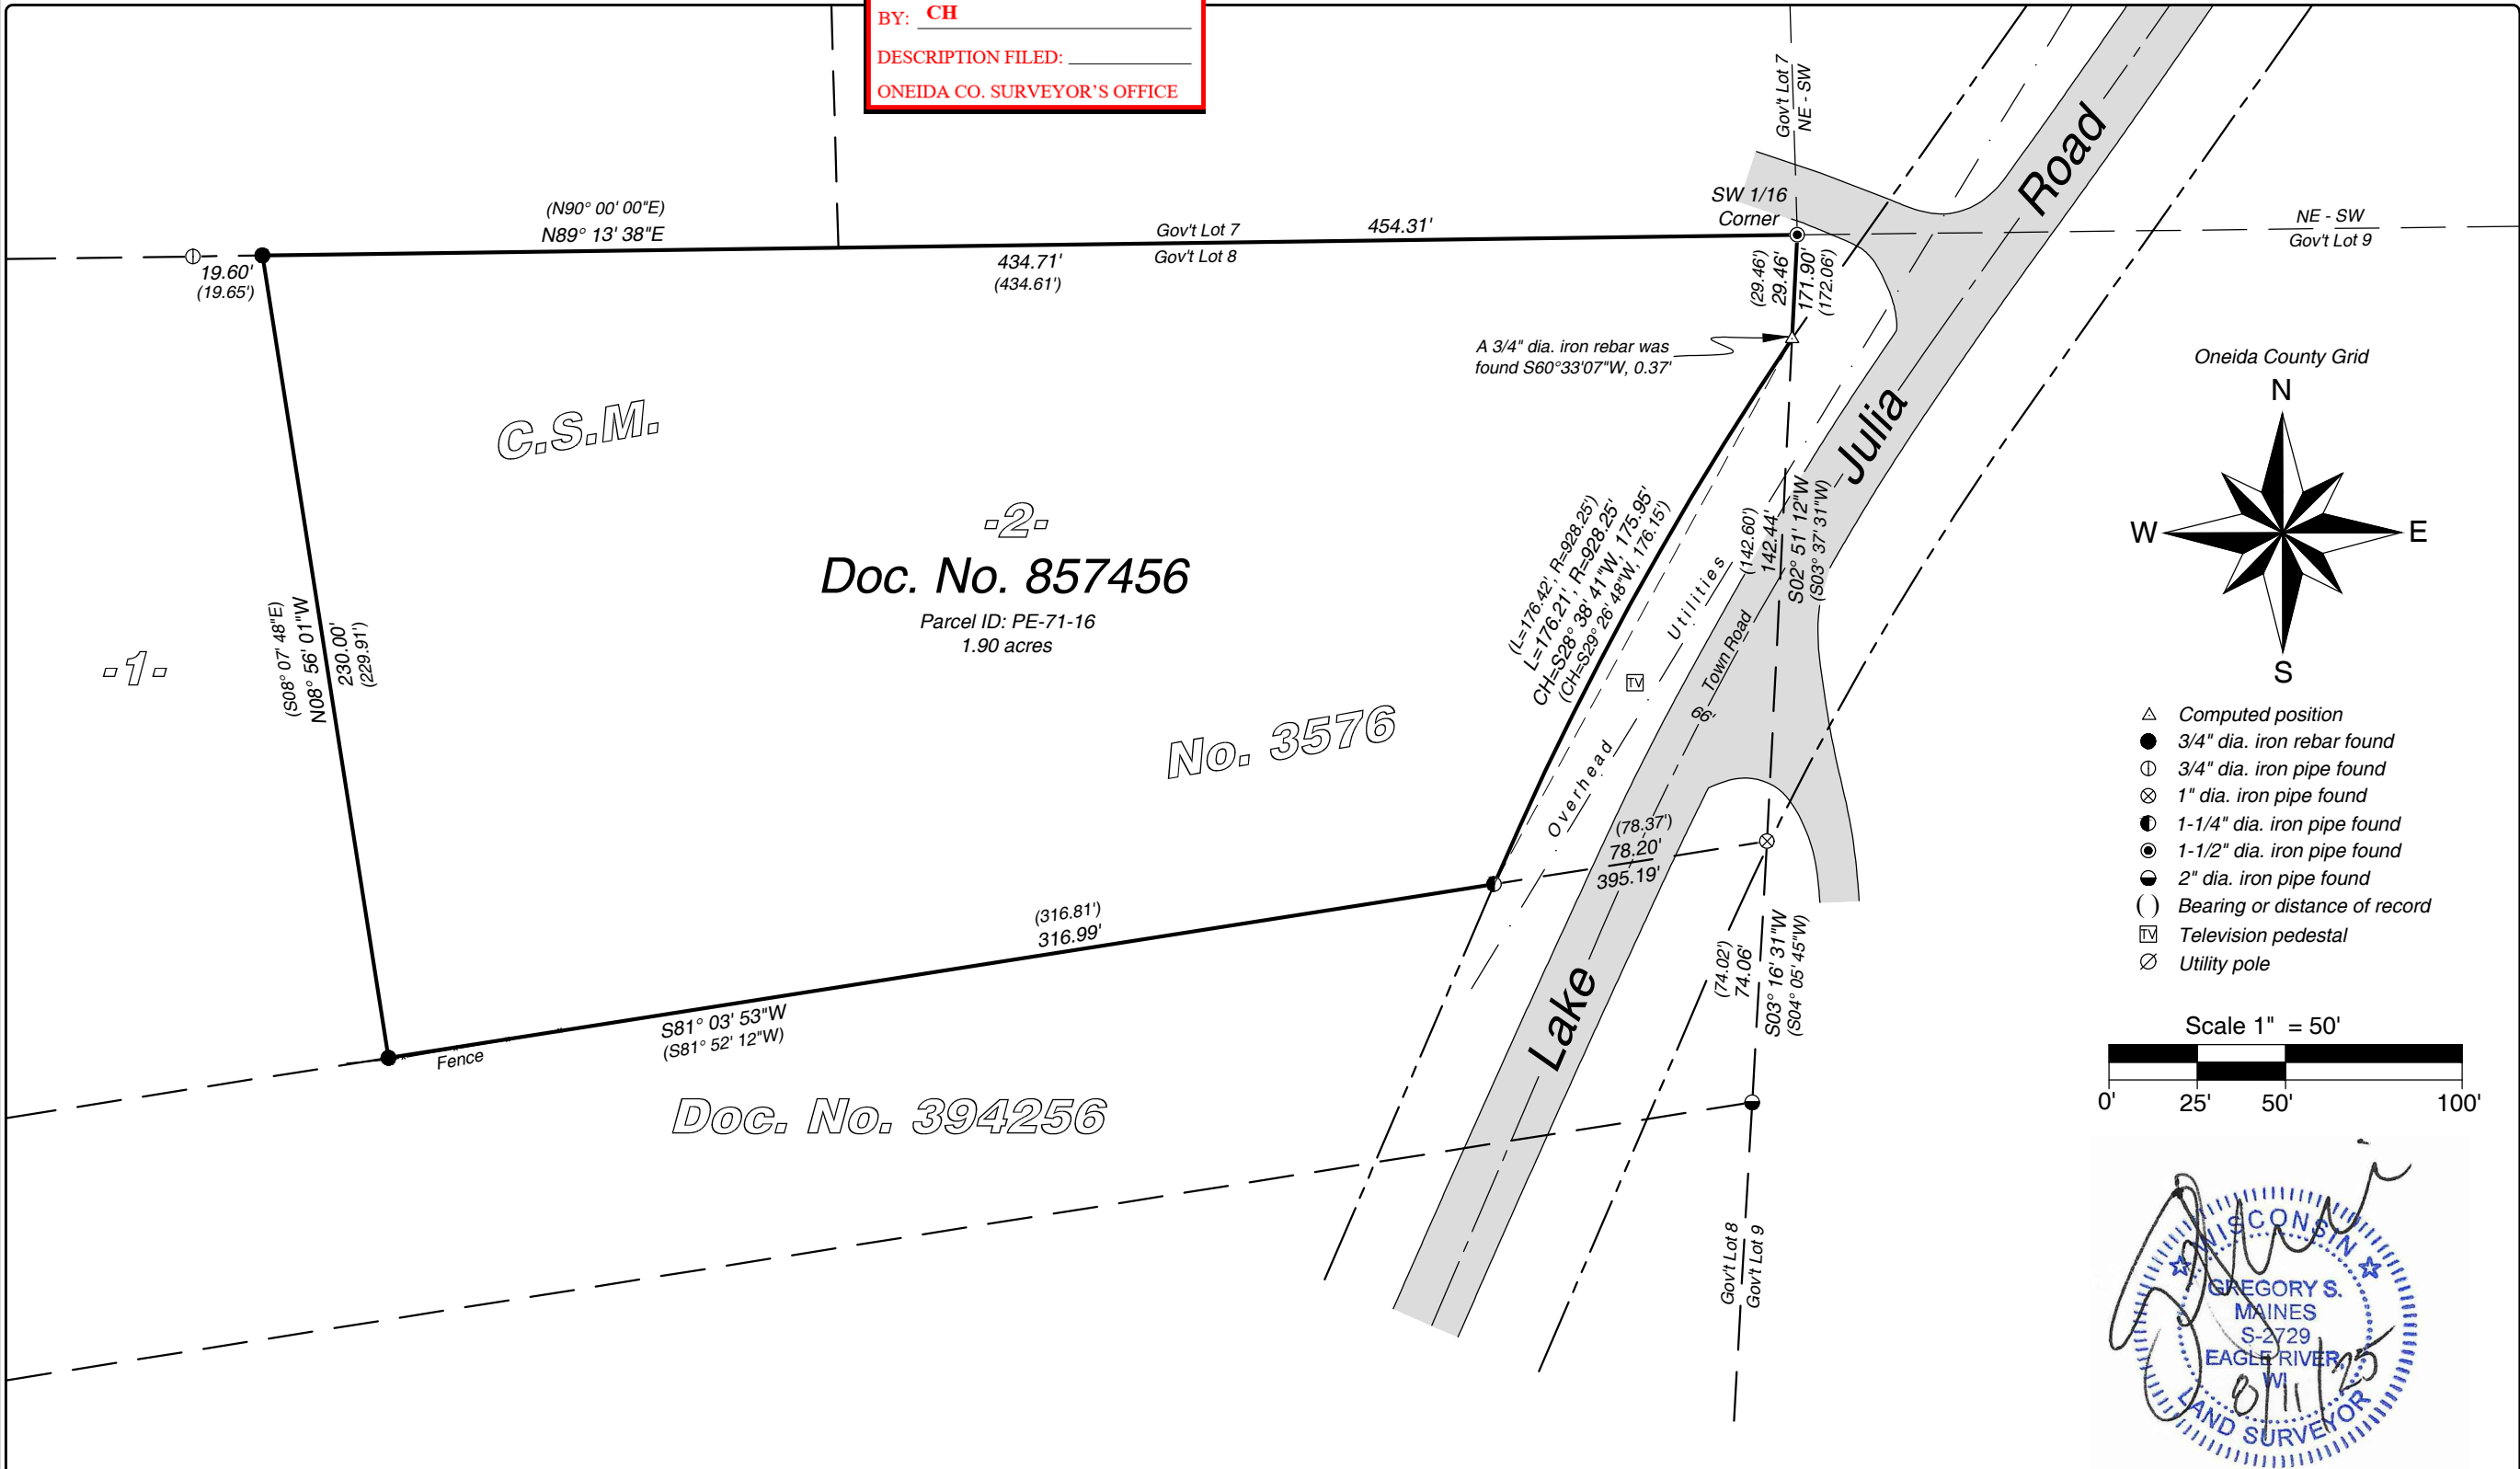 BY: CH
DESCRIPTION FILED:
ONEIDA CO. SURVEYOR'S OFFICE
Gov't Lot 7
NE - SW
(N90° 00' 00"E)
N89° 13' 38"E
Gov't Lot 7
Gov't Lot 8
454.31'
SW 1/16
Corner
NE - SW
Gov't Lot 9
19.60'
(19.65')
434.71'
(434.61')
(29.46')
29.46'
171.90'
(172.06')
A 3/4" dia. iron rebar was
found S60°33'07"W, 0.37'
C.S.M.
-2-
Doc. No. 857456
Parcel ID: PE-71-16
1.90 acres
No. 3576
-1-
(S08° 07' 48"E)
N08° 56' 01"W
230.00'
(229.91')
(L=176.42', R=928.25')
L=176.21', R=928.25'
CH=S28° 38' 41"W, 175.95'
(CH=S29° 26' 48"W, 176.15')
Overhead Utilities
TV
(142.60')
142.44'
S02° 51' 12"W
(S03° 37' 31"W)
Town Road
66'
Lake Julia Road
(78.37')
78.20'
395.19'
(316.81')
316.99'
S81° 03' 53"W
(S81° 52' 12"W)
Fence
Doc. No. 394256
(74.02')
74.06'
S03° 16' 31"W
(S04° 05' 45"W)
Gov't Lot 8
Gov't Lot 9
Oneida County Grid
N
W
E
S
Computed position
3/4" dia. iron rebar found
3/4" dia. iron pipe found
1" dia. iron pipe found
1-1/4" dia. iron pipe found
1-1/2" dia. iron pipe found
2" dia. iron pipe found
( ) Bearing or distance of record
TV Television pedestal
Utility pole
Scale 1" = 50'
0' 25' 50' 100'
WISCONSIN
GREGORY S.
MAINES
S-2729
EAGLE RIVER,
WI
8/11/25
LAND SURVEYOR